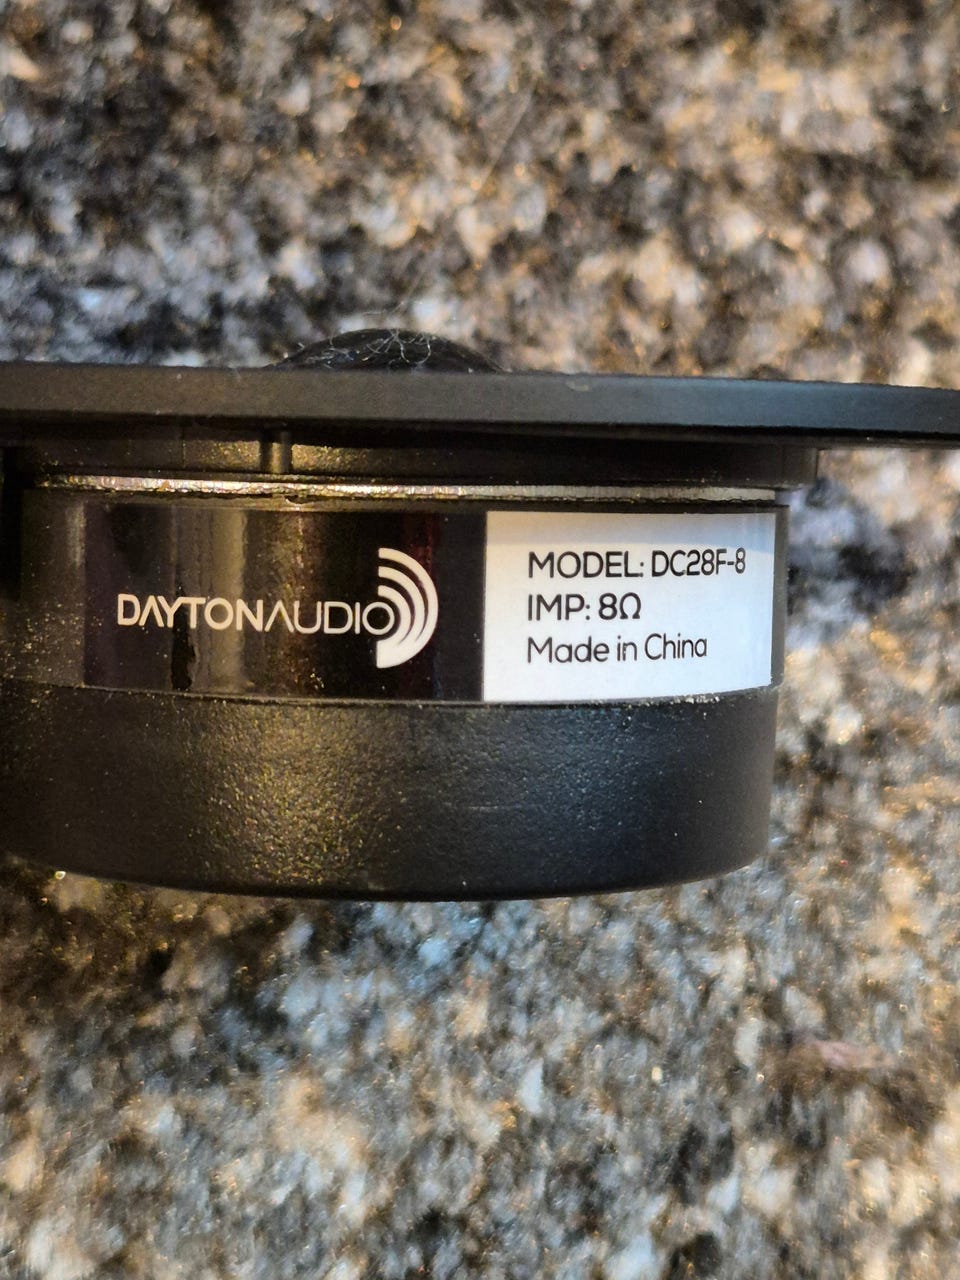 DAYTONAUDIO
MODEL: DC28F-8
IMP: 8Ω
Made in China